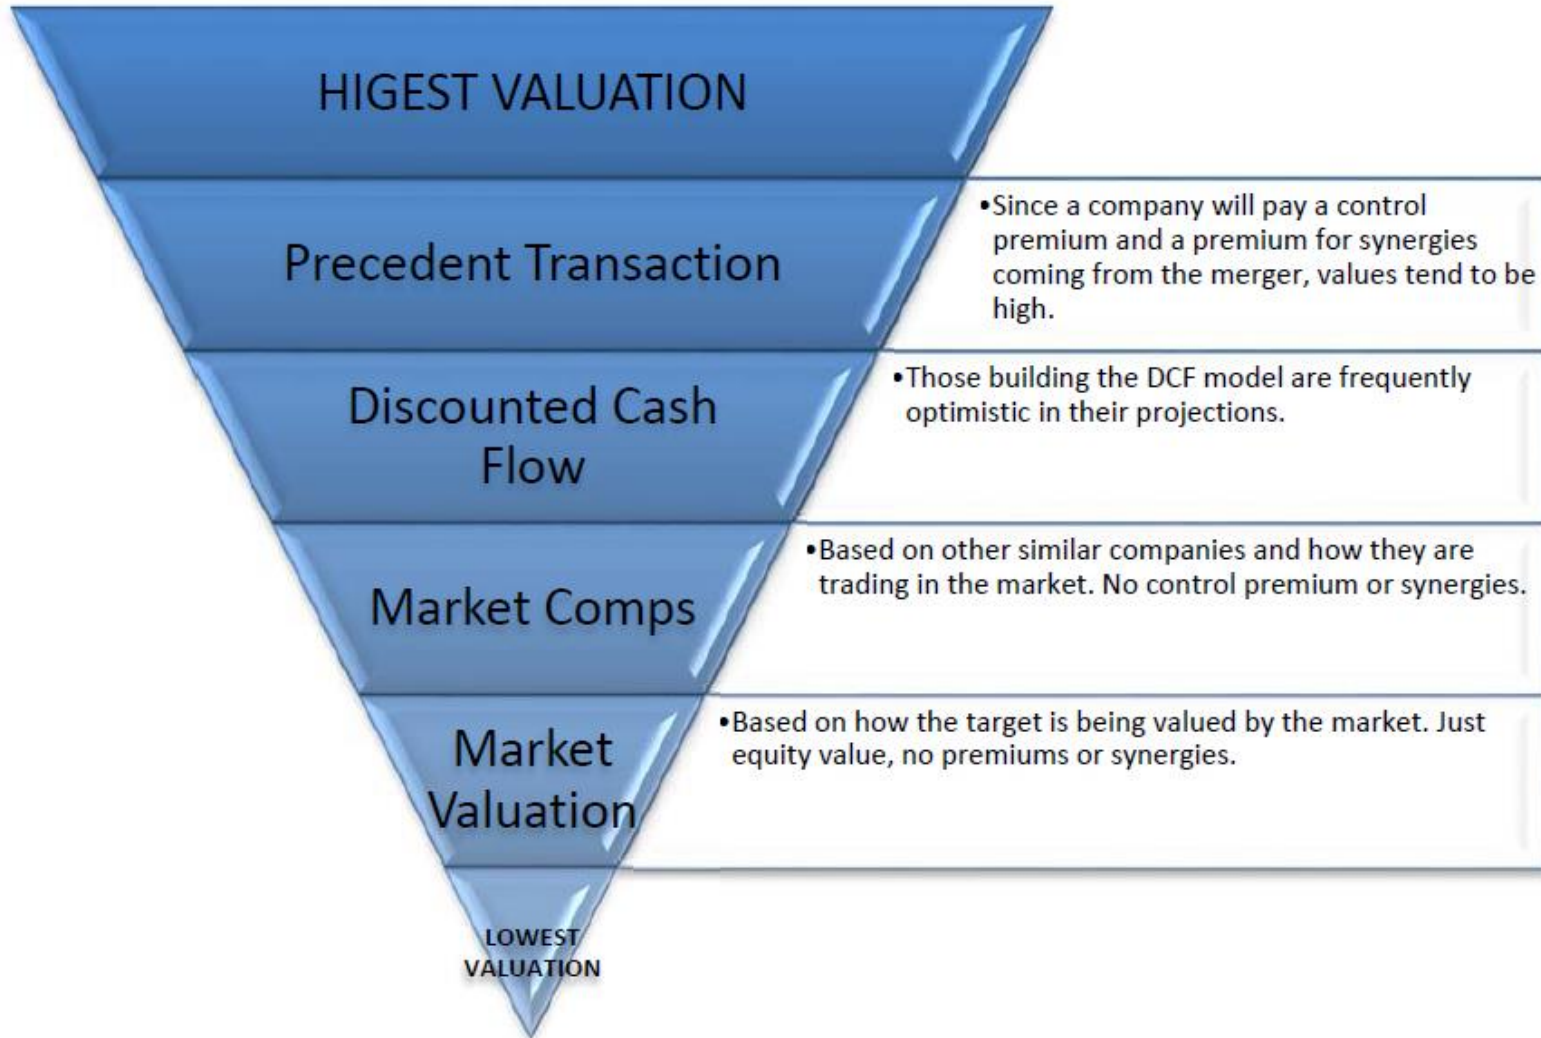 HIGEST VALUATION
Precedent Transaction
•Since a company will pay a control
premium and a premium for synergies
coming from the merger, values tend to be
high.
Discounted Cash
Flow
•Those building the DCF model are frequently
optimistic in their projections.
Market Comps
•Based on other similar companies and how they are
trading in the market. No control premium or synergies.
Market
Valuation
•Based on how the target is being valued by the market. Just
equity value, no premiums or synergies.
LOWEST
VALUATION